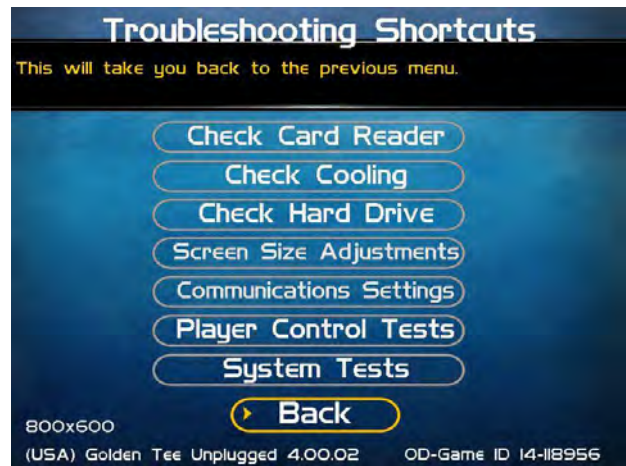 Troubleshooting Shortcuts
This will take you back to the previous menu.
Check Card Reader
Check Cooling
Check Hard Drive
Screen Size Adjustments
Communications Settings
Player Control Tests
System Tests
Back
800x600
(USA) Golden Tee Unplugged 4.00.02 OD-Game ID 14-118956